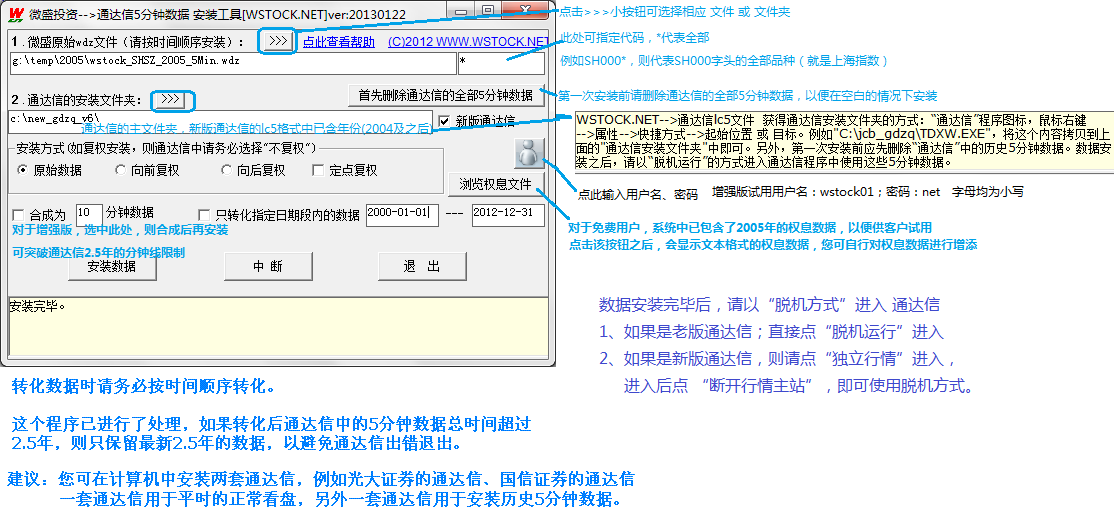 微盛投资-->通达信5分钟数据 安装工具[WSTOCK.NET]ver:20130122
点击>>>小按钮可选择相应 文件 或 文件夹
1.微盛原始wdz文件（请按时间顺序安装）：
>>>
点此查看帮助
(C)2012 WWW.WSTOCK.NET
此处可指定代码，*代表全部
g:\temp\2005\wstock_SHSZ_2005_5Min.wdz
*
例如SH000*，则代表SH000字头的全部品种（就是上海指数）
2.通达信的安装文件夹：
>>>
首先删除通达信的全部5分钟数据
第一次安装前请删除通达信的全部5分钟数据，以便在空白的情况下安装
c:\new_gdzq_v6\
通达信的主文件夹，新版通达信的lc5格式中已含年份(2004及之后)
新版通达信
WSTOCK.NET-->通达信lc5文件 获得通达信安装文件夹的方式：“通达信”程序图标，鼠标右键
-->属性-->快捷方式-->起始位置 或 目标。例如"C:\jcb_gdzq\TDXW.EXE"，将这个内容拷贝到上
面的"通达信安装文件夹"中即可。另外，第一次安装前应先删除"通达信"中的历史5分钟数据。数据安
装之后，请以"脱机运行"的方式进入通达信程序中使用这些5分钟数据。
安装方式(如复权安装，则通达信中请务必选择"不复权")
原始数据
向前复权
向后复权
定点复权
浏览权息文件
点此输入用户名、密码 增强版试用用户名：wstock01；密码：net 字母均为小写
合成为
10
分钟数据
只转化指定日期段内的数据
2000-01-01
---
2012-12-31
对于增强版，选中此处，则合成后再安装
对于免费用户，系统中已包含了2005年的权息数据，以便供客户试用
点击该按钮之后，会显示文本格式的权息数据，您可自行对权息数据进行增添
可突破通达信2.5年的分钟线限制
安装数据
中 断
退 出
安装完毕。
数据安装完毕后，请以“脱机方式”进入 通达信
1、如果是老版通达信；直接点“脱机运行”进入
2、如果是新版通达信，则请点“独立行情”进入，
进入后点 “断开行情主站”，即可使用脱机方式。
转化数据时请务必按时间顺序转化。
这个程序已进行了处理，如果转化后通达信中的5分钟数据总时间超过
2.5年，则只保留最新2.5年的数据，以避免通达信出错退出。
建议：您可在计算机中安装两套通达信，例如光大证券的通达信、国信证券的通达信
一套通达信用于平时的正常看盘，另外一套通达信用于安装历史5分钟数据。